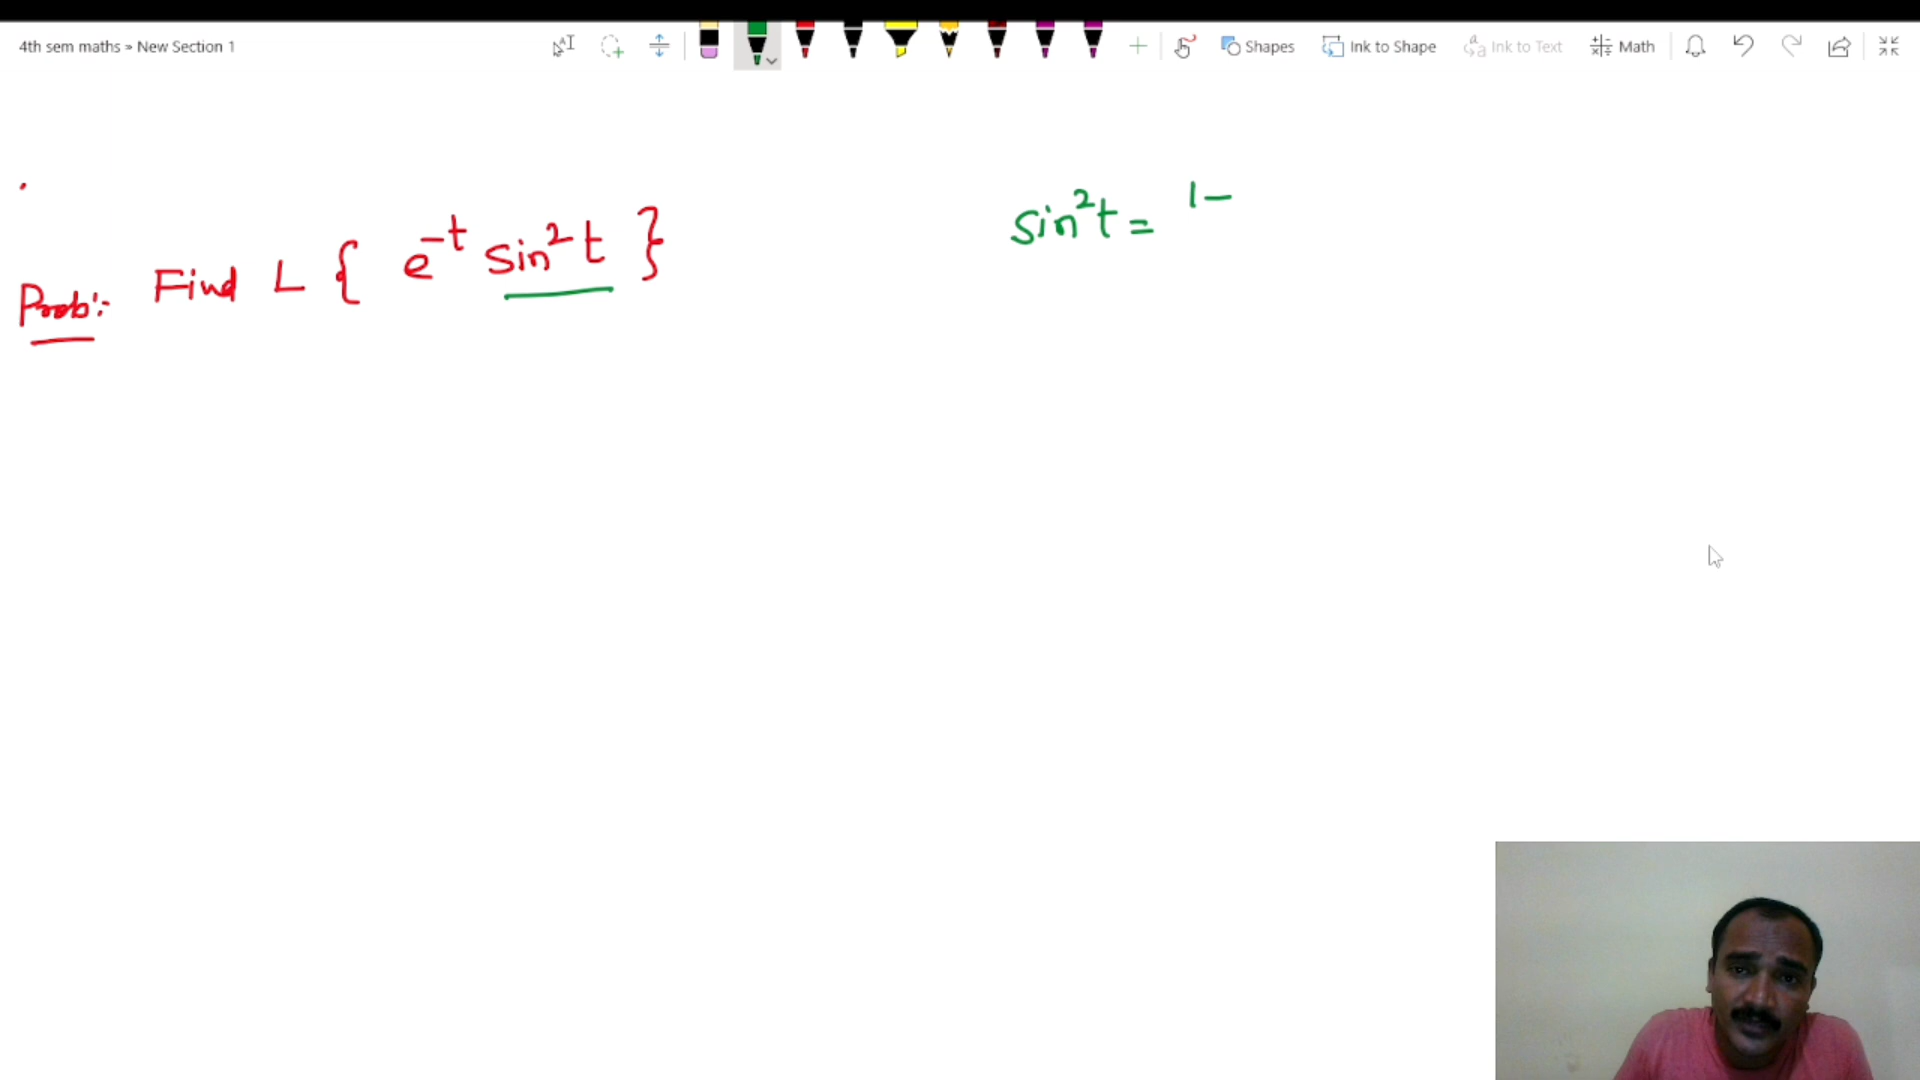 4th sem maths » New Section 1
Shapes
Ink to Shape
Ink to Text
Math
sin²t = 1 –
Prob:- Find L { e^-t sin²t }